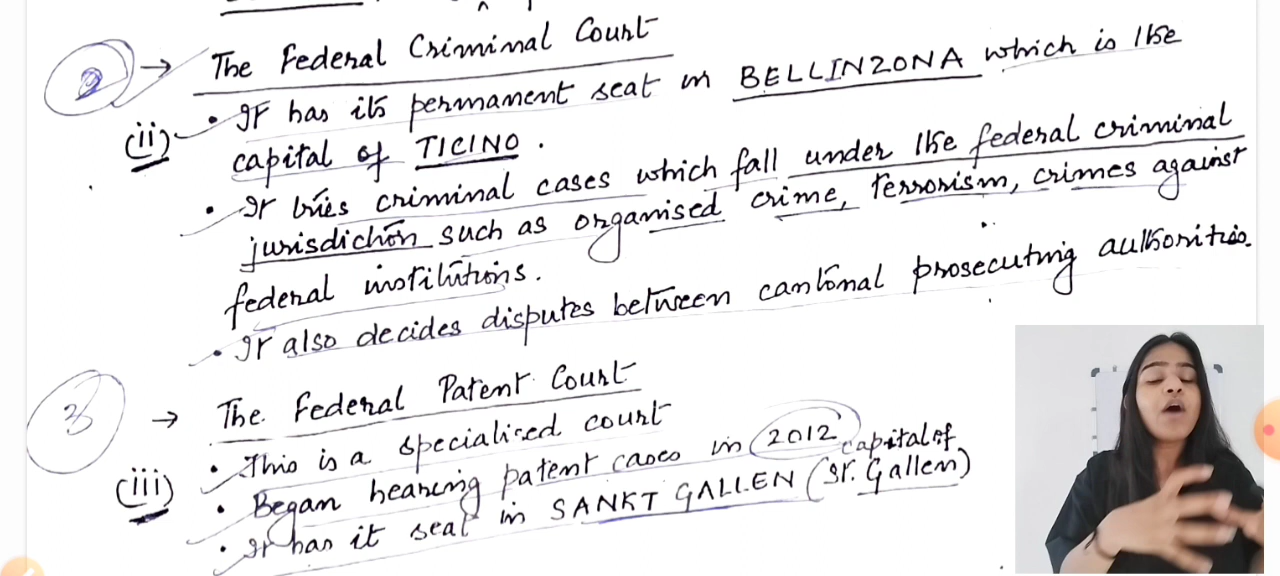 2 → The Federal Criminal Court
(ii) • It has its permanent seat in BELLINZONA which is the
capital of TICINO.
• It tries criminal cases which fall under the federal criminal
jurisdiction such as organised crime, terrorism, crimes against
federal institutions.
• It also decides disputes between cantonal prosecuting authorities.
3 → The Federal Patent Court
(iii) • This is a specialised court
• Began hearing patent cases in 2012
• It has it seat in SANKT GALLEN (St. Gallen) capital of